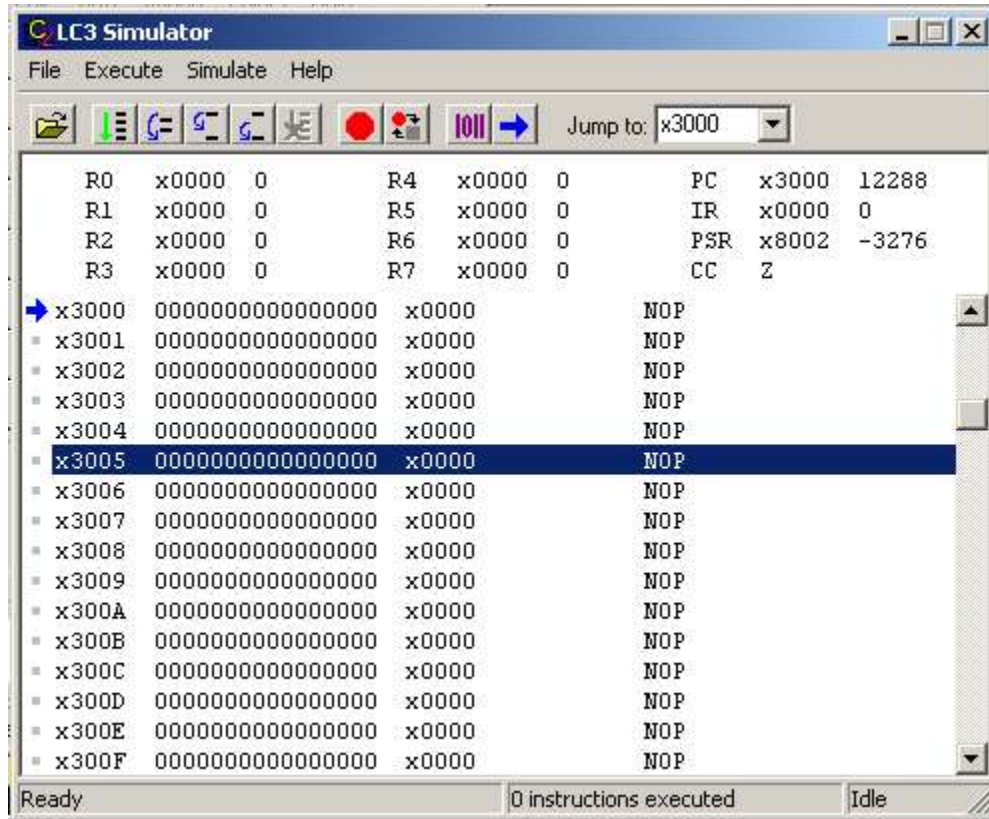 LC3 Simulator
File Execute Simulate Help
Jump to: x3000
R0 x0000 0 R4 x0000 0 PC x3000 12288
R1 x0000 0 R5 x0000 0 IR x0000 0
R2 x0000 0 R6 x0000 0 PSR x8002 -3276
R3 x0000 0 R7 x0000 0 CC Z
x3000 0000000000000000 x0000 NOP
x3001 0000000000000000 x0000 NOP
x3002 0000000000000000 x0000 NOP
x3003 0000000000000000 x0000 NOP
x3004 0000000000000000 x0000 NOP
x3005 0000000000000000 x0000 NOP
x3006 0000000000000000 x0000 NOP
x3007 0000000000000000 x0000 NOP
x3008 0000000000000000 x0000 NOP
x3009 0000000000000000 x0000 NOP
x300A 0000000000000000 x0000 NOP
x300B 0000000000000000 x0000 NOP
x300C 0000000000000000 x0000 NOP
x300D 0000000000000000 x0000 NOP
x300E 0000000000000000 x0000 NOP
x300F 0000000000000000 x0000 NOP
Ready 0 instructions executed Idle